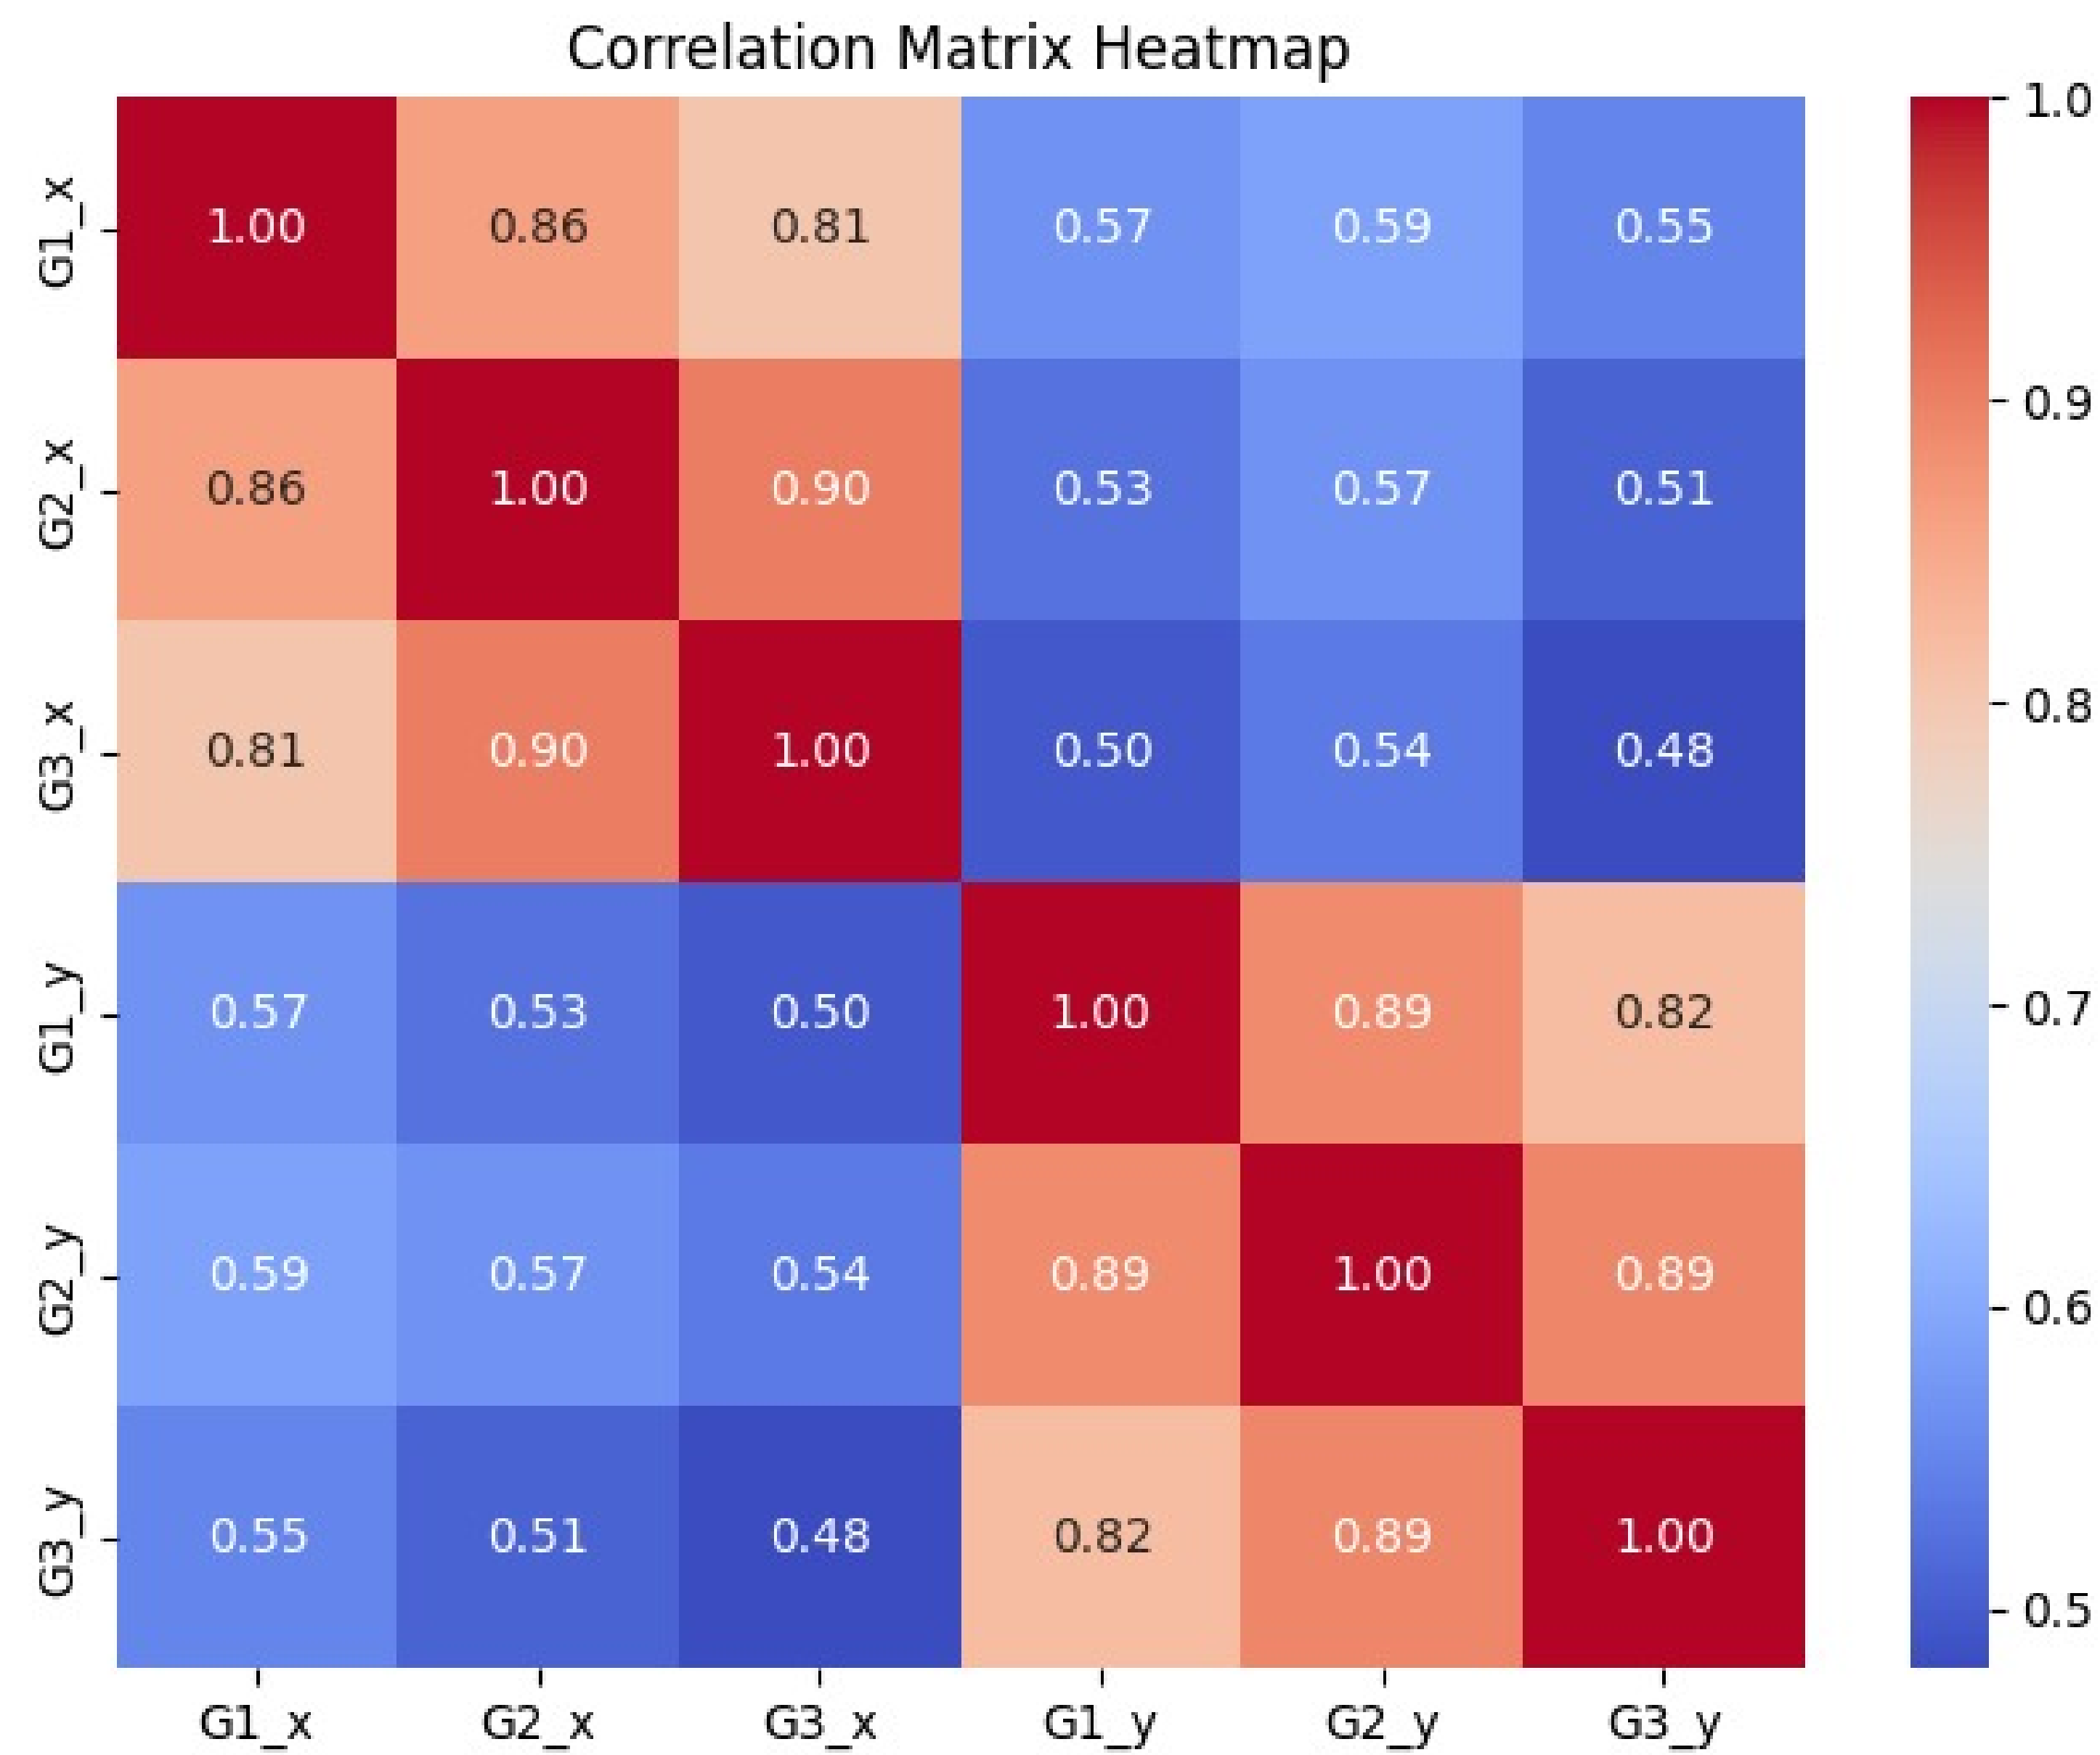 Correlation Matrix Heatmap
G1_x 1.00 0.86 0.81 0.57 0.59 0.55
G2_x 0.86 1.00 0.90 0.53 0.57 0.51
G3_x 0.81 0.90 1.00 0.50 0.54 0.48
G1_y 0.57 0.53 0.50 1.00 0.89 0.82
G2_y 0.59 0.57 0.54 0.89 1.00 0.89
G3_y 0.55 0.51 0.48 0.82 0.89 1.00
G1_x G2_x G3_x G1_y G2_y G3_y
1.0
0.9
0.8
0.7
0.6
0.5